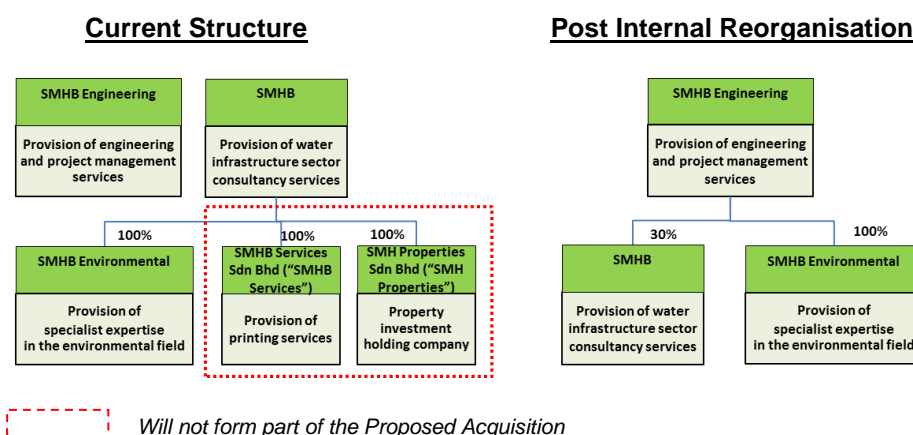 Current Structure
SMHB Engineering
Provision of engineering
and project management
services
SMHB
Provision of water
infrastructure sector
consultancy services
100%
100%
100%
SMHB Environmental
Provision of
specialist expertise
in the environmental field
SMHB Services
Sdn Bhd (“SMHB
Services”)
Provision of
printing services
SMH Properties
Sdn Bhd (“SMH
Properties”)
Property
investment
holding company
Post Internal Reorganisation
SMHB Engineering
Provision of engineering
and project management
services
30%
100%
SMHB
Provision of water
infrastructure sector
consultancy services
SMHB Environmental
Provision of
specialist expertise
in the environmental field
Will not form part of the Proposed Acquisition